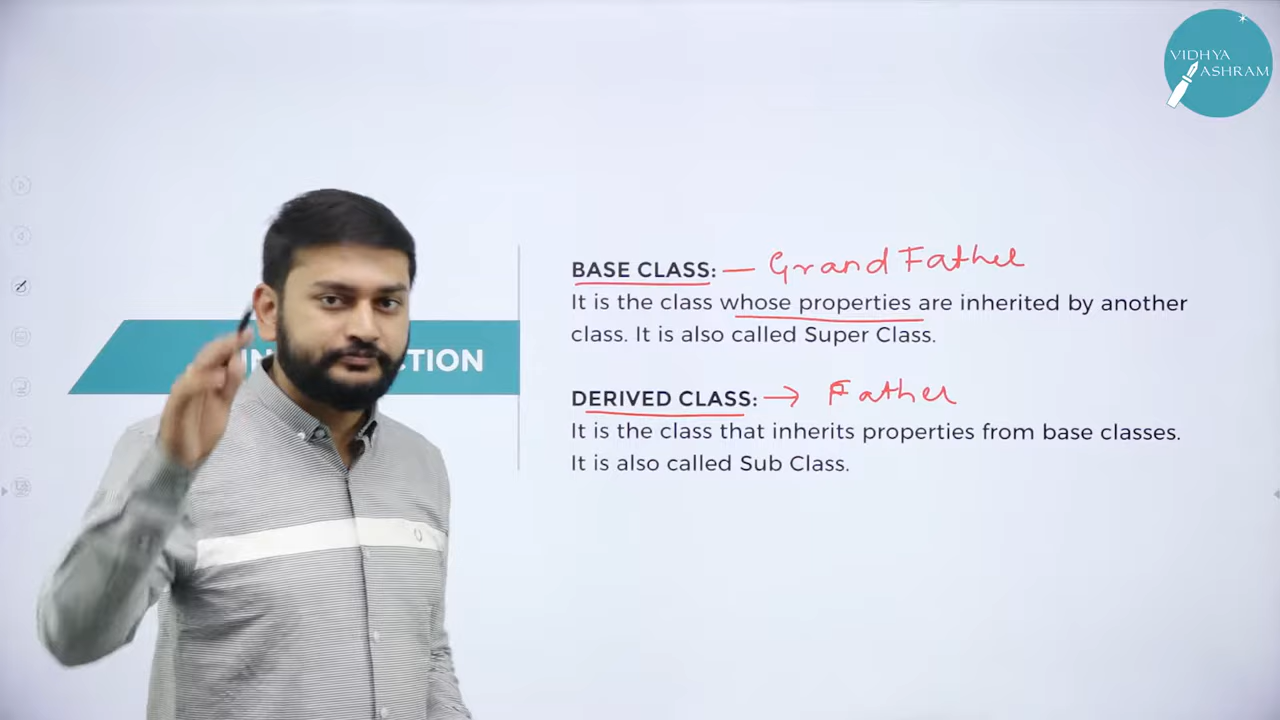 VIDHYA
ASHRAM
BASE CLASS: — Grand Father
It is the class whose properties are inherited by another
class. It is also called Super Class.
CTION
DERIVED CLASS: → Father
It is the class that inherits properties from base classes.
It is also called Sub Class.